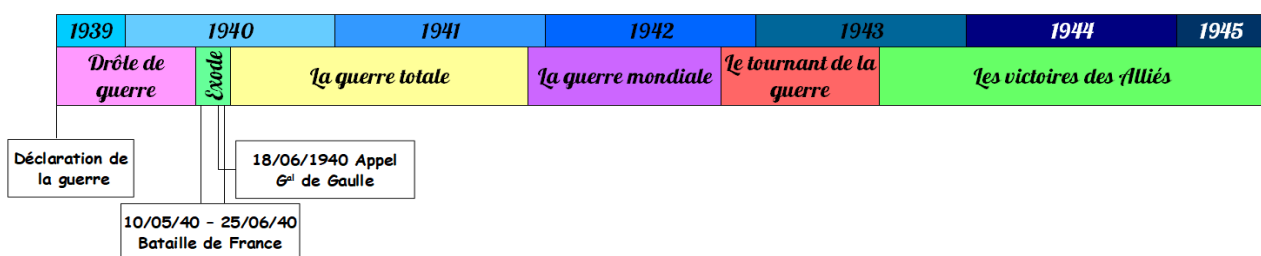 1939 1940 1941 1942 1943 1944 1945
Drôle de
guerre
Exode
La guerre totale
La guerre mondiale
Le tournant de la
guerre
Les victoires des Alliés
Déclaration de
la guerre
18/06/1940 Appel
Gal de Gaulle
10/05/40 – 25/06/40
Bataille de France